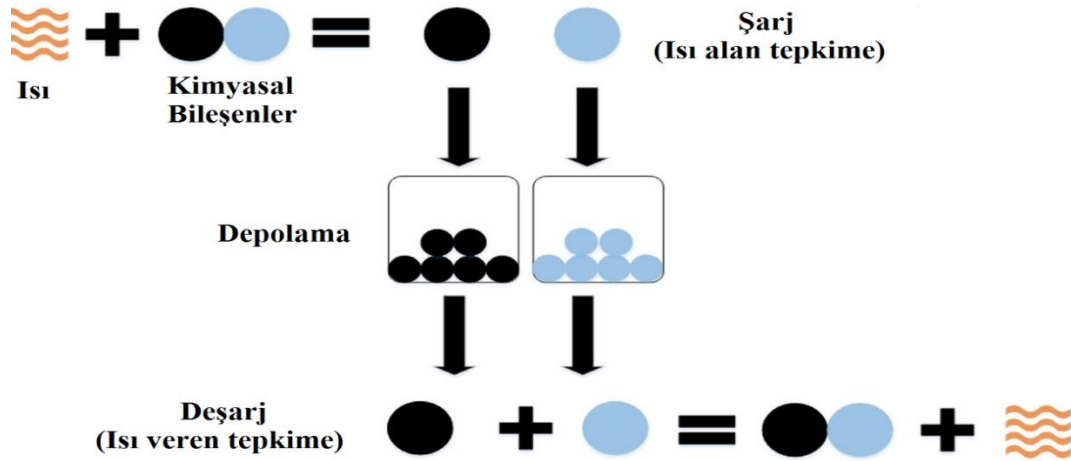 Şarj
(Isı alan tepkime)
Isı
Kimyasal
Bileşenler
Depolama
Deşarj
(Isı veren tepkime)